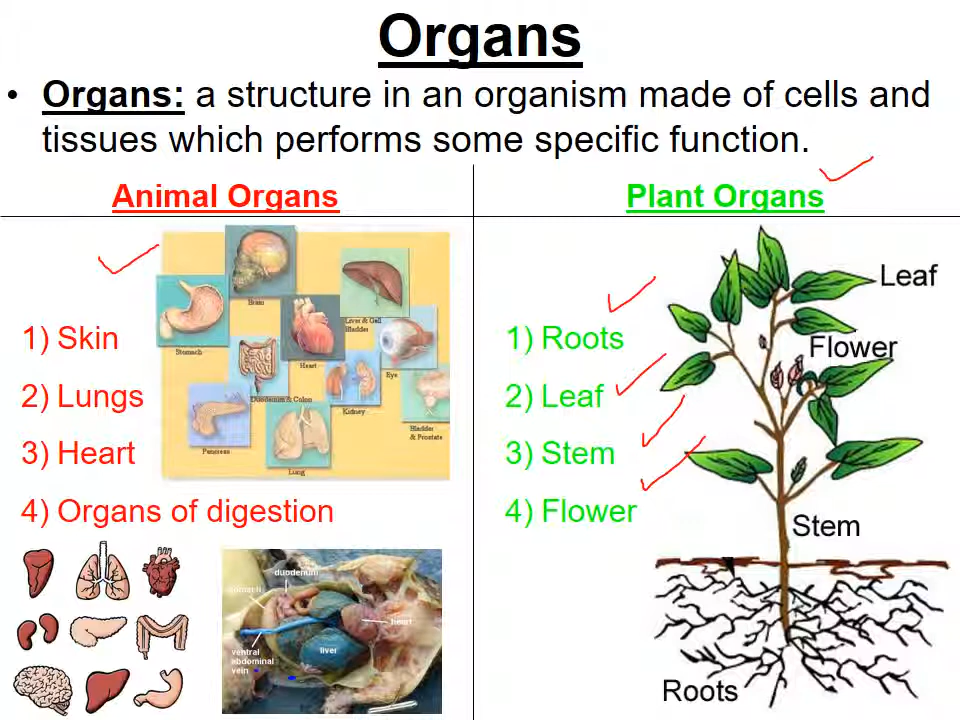 Organs
• Organs: a structure in an organism made of cells and
tissues which performs some specific function.
Animal Organs
Plant Organs
1) Skin
2) Lungs
3) Heart
4) Organs of digestion
Brain
Liver & Gall
Bladder
Stomach
Heart
Eye
Duodenum & Colon
Kidney
Bladder
& Prostate
Pancreas
Lung
duodenum
heart
liver
ventral
abdominal
vein
1) Roots
2) Leaf
3) Stem
4) Flower
Leaf
Flower
Stem
Roots